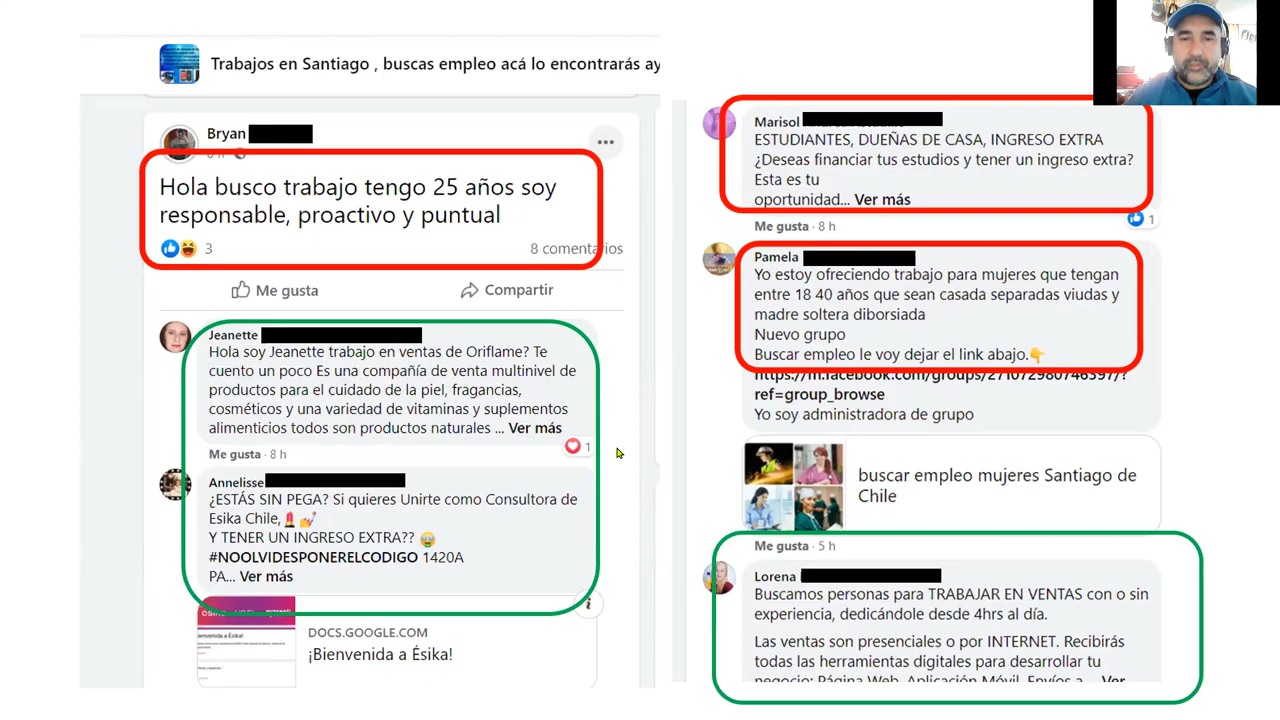 Trabajos en Santiago , buscas empleo acá lo encontrarás ay
Bryan
Hola busco trabajo tengo 25 años soy
responsable, proactivo y puntual
3
8 comentarios
Me gusta
Compartir
Jeanette
Hola soy Jeanette trabajo en ventas de Oriflame? Te
cuento un poco Es una compañía de venta multinivel de
productos para el cuidado de la piel, fragancias,
cosméticos y una variedad de vitaminas y suplementos
alimenticios todos son productos naturales ... Ver más
1
Me gusta · 8 h
Annelisse
¿ESTÁS SIN PEGA? Si quieres Unirte como Consultora de
Esika Chile,💄💅
Y TENER UN INGRESO EXTRA?? 🤑
#NOOLVIDESPONERELCODIGO 1420A
PA... Ver más
DOCS.GOOGLE.COM
¡Bienvenida a Ésika!
Marisol
ESTUDIANTES, DUEÑAS DE CASA, INGRESO EXTRA
¿Deseas financiar tus estudios y tener un ingreso extra?
Esta es tu
oportunidad... Ver más
1
Me gusta · 8 h
Pamela
Yo estoy ofreciendo trabajo para mujeres que tengan
entre 18 40 años que sean casada separadas viudas y
madre soltera diborsiada
Nuevo grupo
Buscar empleo le voy dejar el link abajo.👇
https://m.facebook.com/groups/271072980746597/?
ref=group_browse
Yo soy administradora de grupo
buscar empleo mujeres Santiago de
Chile
Me gusta · 5 h
Lorena
Buscamos personas para TRABAJAR EN VENTAS con o sin
experiencia, dedicándole desde 4hrs al día.
Las ventas son presenciales o por INTERNET. Recibirás
todas las herramientas digitales para desarrollar tu
negocio: Página Web, Aplicación Móvil, Envíos a ... Ver